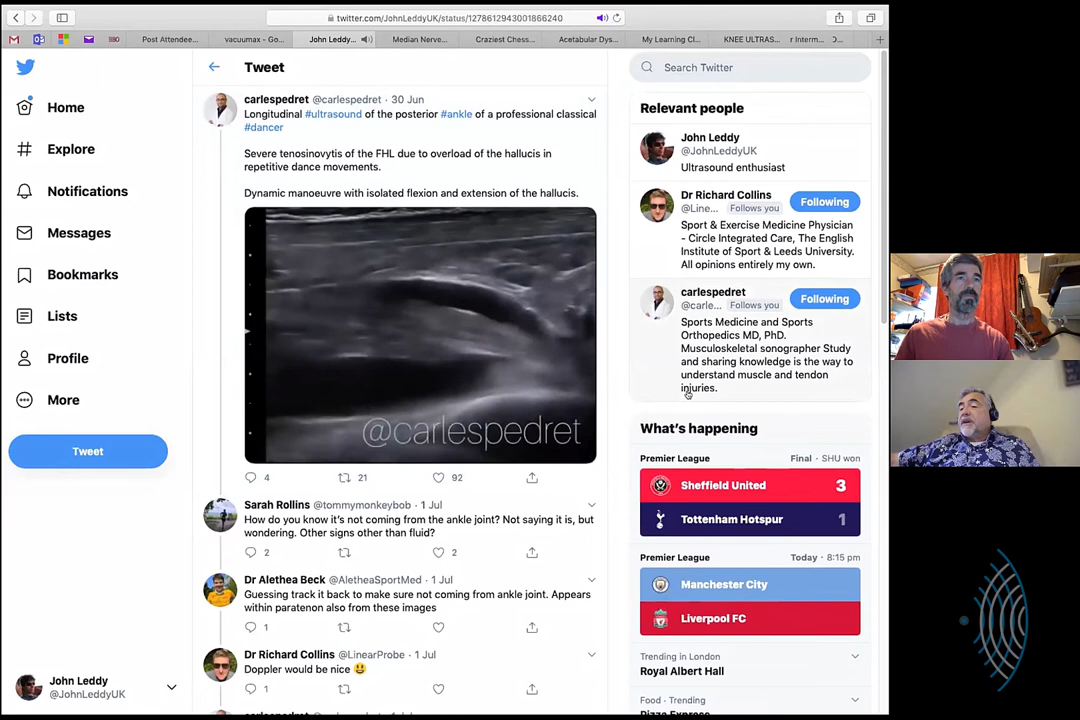 twitter.com/JohnLeddyUK/status/1278612943001866240
Post Attendee...
vacuumax - Go...
John Leddy...
Median Nerve...
Craziest Chess...
Acetabular Dys...
My Learning Cl...
KNEE ULTRAS...
Home
Explore
Notifications
Messages
Bookmarks
Lists
Profile
More
Tweet
John Leddy
@JohnLeddyUK
Tweet
carlespedret @carlespedret · 30 Jun
Longitudinal #ultrasound of the posterior #ankle of a professional classical
#dancer
Severe tenosinovytis of the FHL due to overload of the hallucis in
repetitive dance movements.
Dynamic manoeuvre with isolated flexion and extension of the hallucis.
@carlespedret
4 21 92
Sarah Rollins @tommymonkeybob · 1 Jul
How do you know it's not coming from the ankle joint? Not saying it is, but
wondering. Other signs other than fluid?
2 2
Dr Alethea Beck @AletheaSportMed · 1 Jul
Guessing track it back to make sure not coming from ankle joint. Appears
within paratenon also from these images
1
Dr Richard Collins @LinearProbe · 1 Jul
Doppler would be nice 😃
1
Search Twitter
Relevant people
John Leddy
@JohnLeddyUK
Ultrasound enthusiast
Dr Richard Collins
@Line... Follows you
Following
Sport & Exercise Medicine Physician
- Circle Integrated Care, The English
Institute of Sport & Leeds University.
All opinions entirely my own.
carlespedret
@carle... Follows you
Following
Sports Medicine and Sports
Orthopedics MD, PhD.
Musculoskeletal sonographer Study
and sharing knowledge is the way to
understand muscle and tendon
injuries.
What's happening
Premier League Final · SHU won
Sheffield United 3
Tottenham Hotspur 1
Premier League Today · 8:15 pm
Manchester City
Liverpool FC
Trending in London
Royal Albert Hall
Food · Trending
Pizza Express